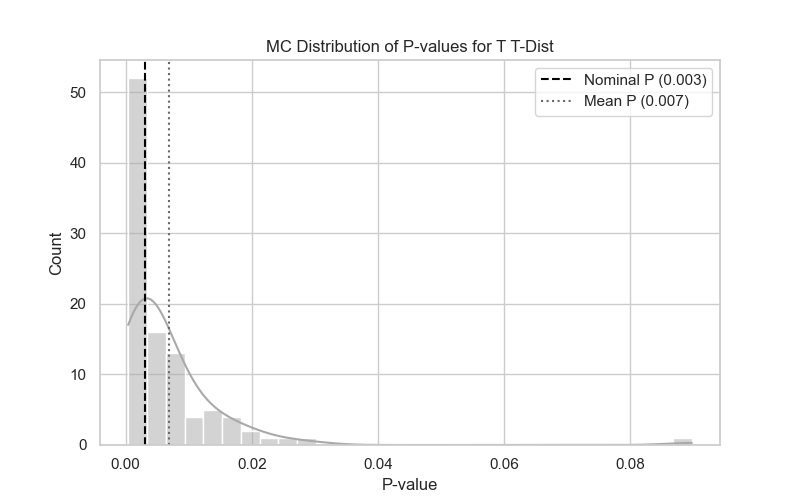 MC Distribution of P-values for T T-Dist
Nominal P (0.003)
Mean P (0.007)
50
40
30
20
10
0
Count
0.00
0.02
0.04
0.06
0.08
P-value